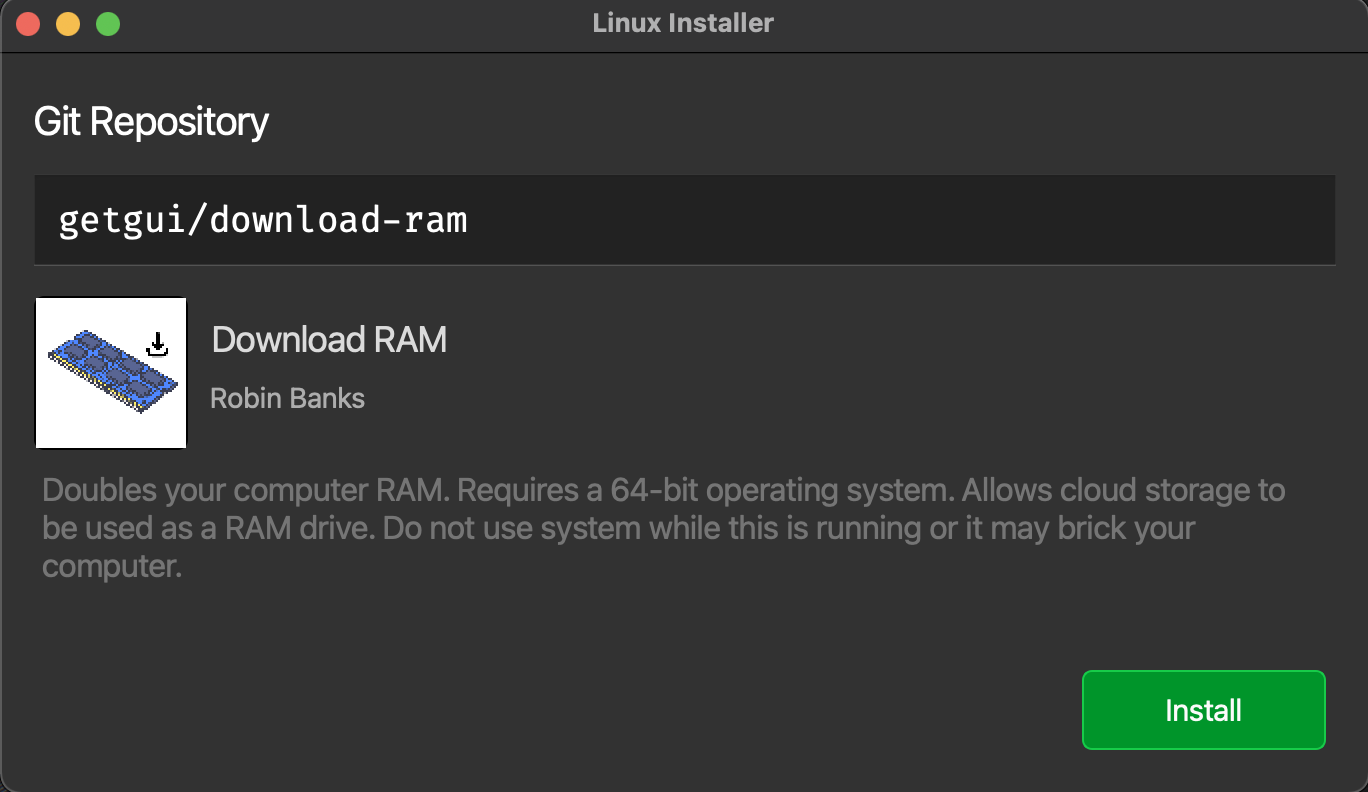 Linux Installer
Git Repository
getgui/download-ram
Download RAM
Robin Banks
Doubles your computer RAM. Requires a 64-bit operating system. Allows cloud storage to
be used as a RAM drive. Do not use system while this is running or it may brick your
computer.
Install